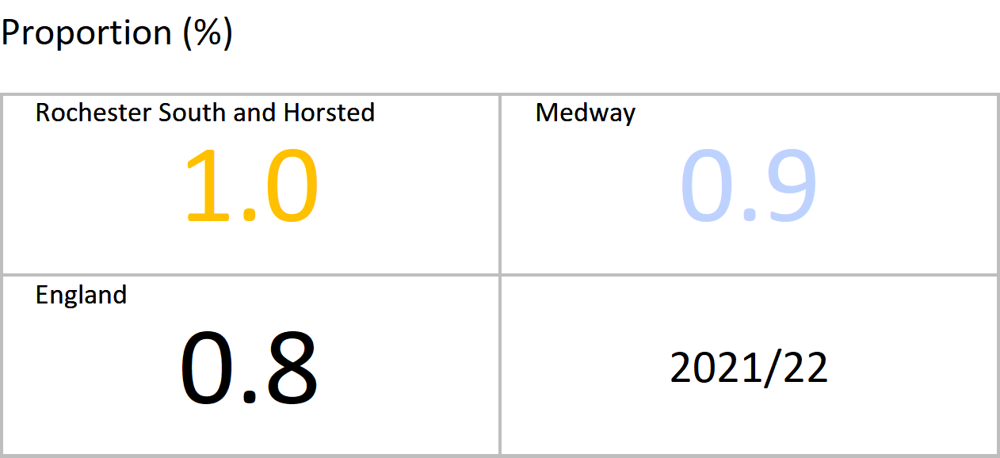 Proportion (%)
Rochester South and Horsted
1.0
Medway
0.9
England
0.8
2021/22